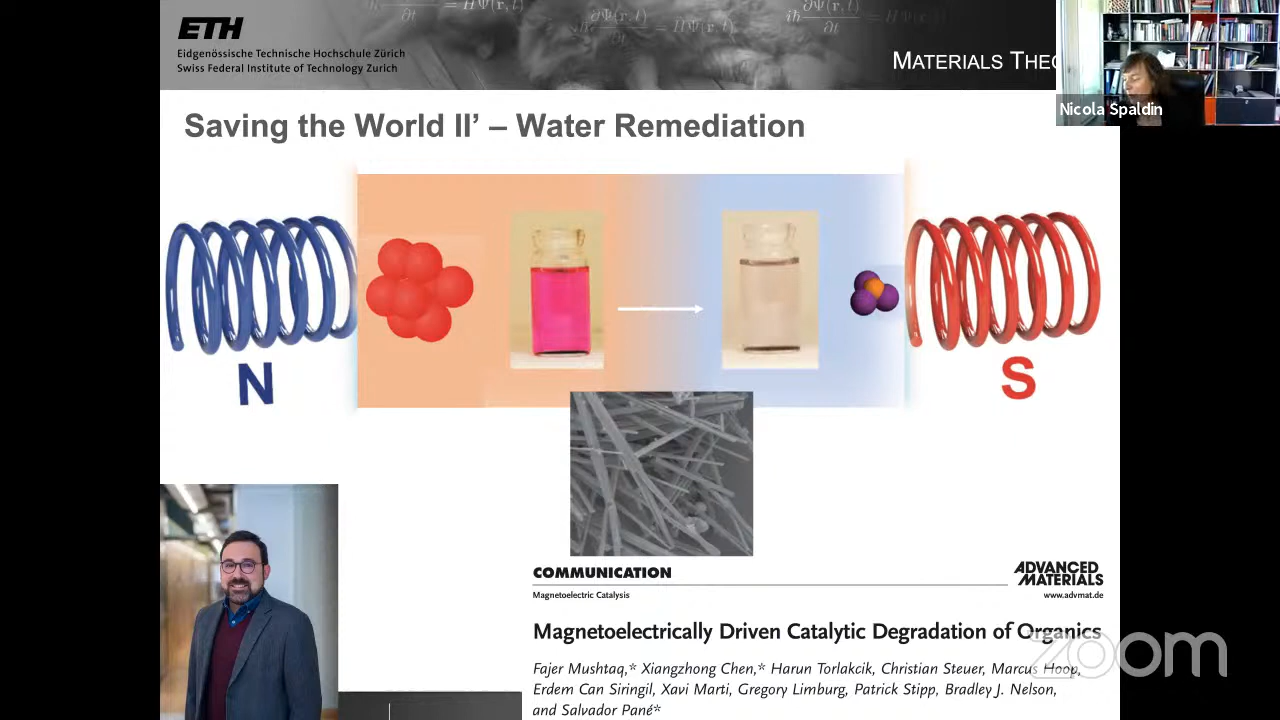 ETH
Eidgenössische Technische Hochschule Zürich
Swiss Federal Institute of Technology Zurich
MATERIALS
Nicola Spaldin
Saving the World II’ – Water Remediation
N
S
COMMUNICATION
ADVANCED
MATERIALS
Magnetoelectric Catalysis
www.advmat.de
Magnetoelectrically Driven Catalytic Degradation of Organics
Fajer Mushtaq,* Xiangzhong Chen,* Harun Torlakcik, Christian Steuer, Marcus Hoop,
Erdem Can Siringil, Xavi Marti, Gregory Limburg, Patrick Stipp, Bradley J. Nelson,
and Salvador Pané*
zoom